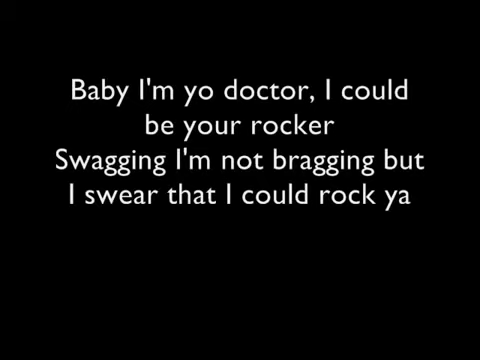 Baby I'm yo doctor, I could
be your rocker
Swagging I'm not bragging but
I swear that I could rock ya